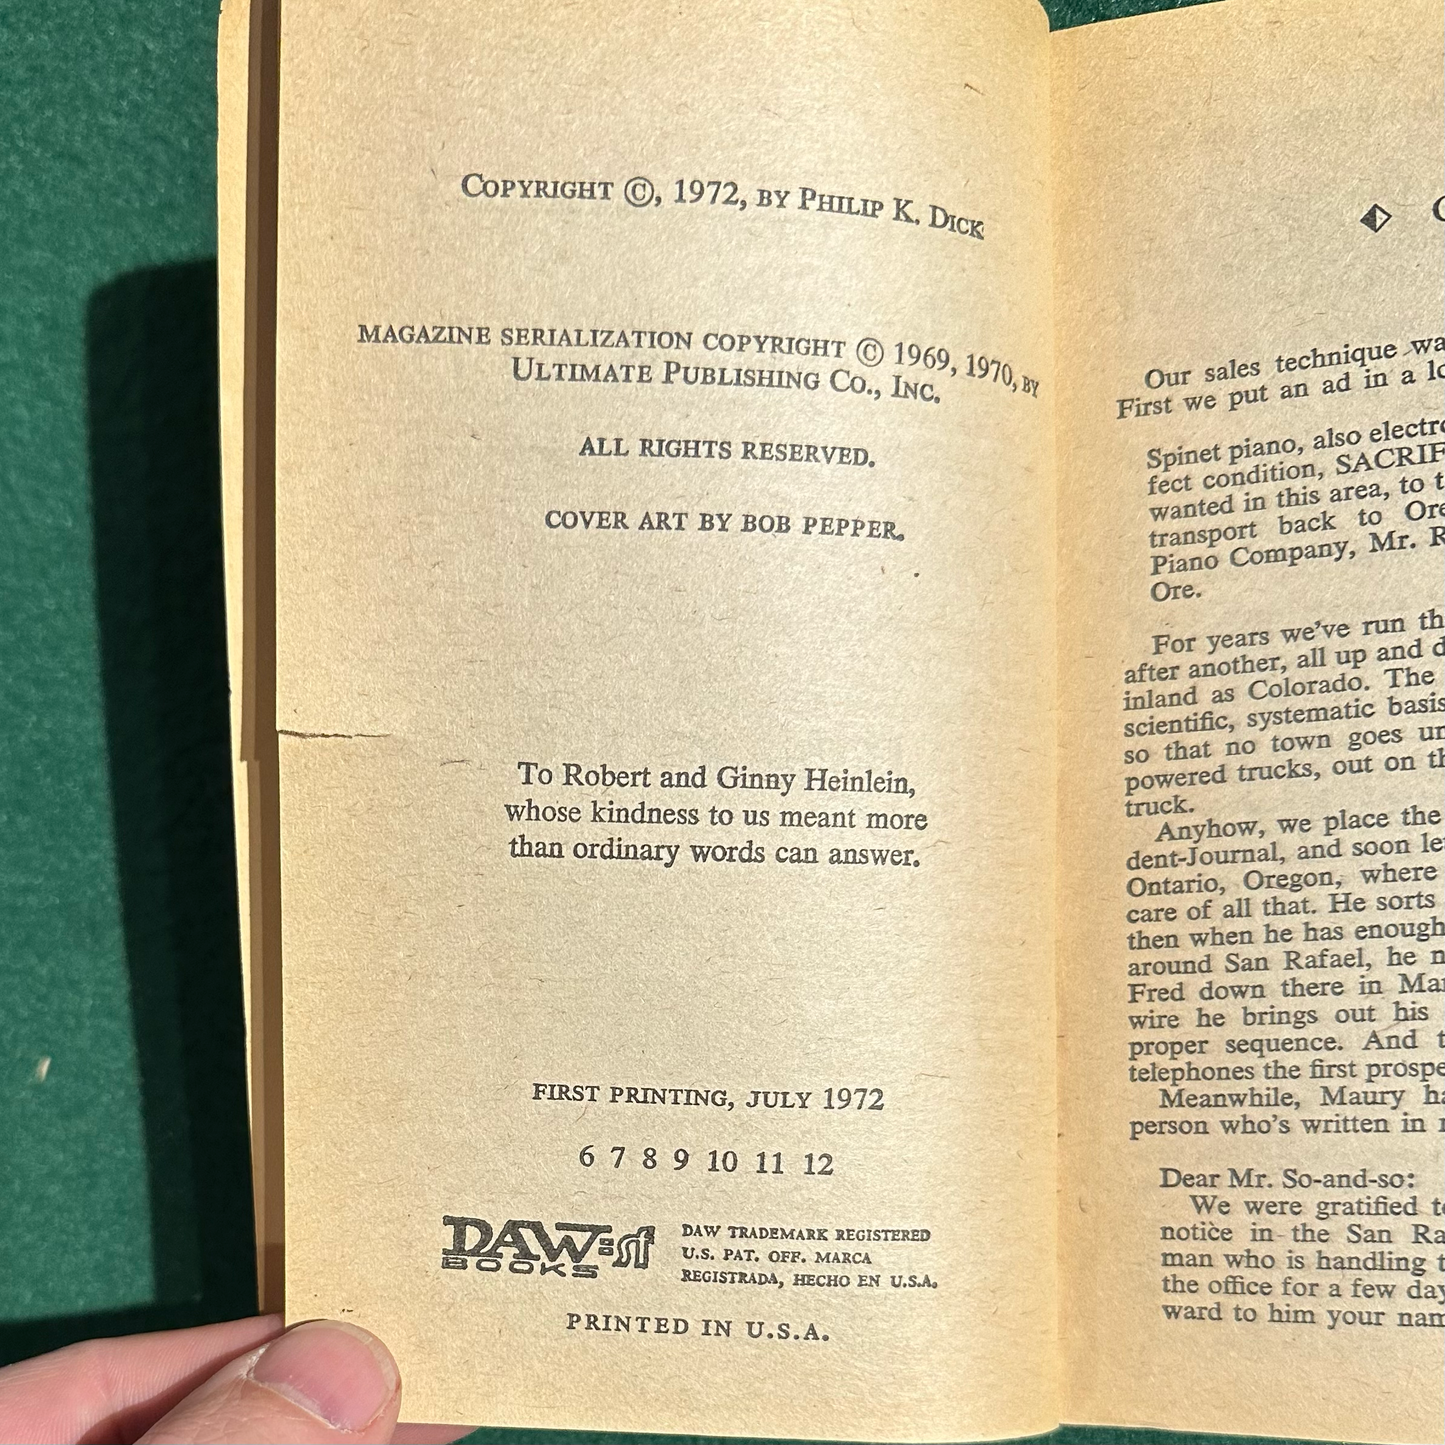 COPYRIGHT ©, 1972, BY PHILIP K. DICK
MAGAZINE SERIALIZATION COPYRIGHT © 1969, 1970, BY
ULTIMATE PUBLISHING CO., INC.
ALL RIGHTS RESERVED.
COVER ART BY BOB PEPPER.
To Robert and Ginny Heinlein,
whose kindness to us meant more
than ordinary words can answer.
FIRST PRINTING, JULY 1972
6 7 8 9 10 11 12
DAW sf
BOOKS
DAW TRADEMARK REGISTERED
U.S. PAT. OFF. MARCA
REGISTRADA, HECHO EN U.S.A.
PRINTED IN U.S.A.
Our sales technique
First we put an ad in a
Spinet piano, also
fect condition,
wanted in this area, to
transport back to
Piano Company, Mr.
Ore.
For years we've run
after another, all up and
inland as Colorado. The
scientific, systematic basis
so that no town goes
powered trucks, out on
truck.
Anyhow, we place the
dent-Journal, and soon
Ontario, Oregon, where
care of all that. He sorts
then when he has enough
around San Rafael, he
Fred down there in
wire he brings out his
proper sequence. And
telephones the first
Meanwhile, Maury
person who's written in
Dear Mr. So-and-so:
We were gratified
notice in the San
man who is handling
the office for a few
ward to him your